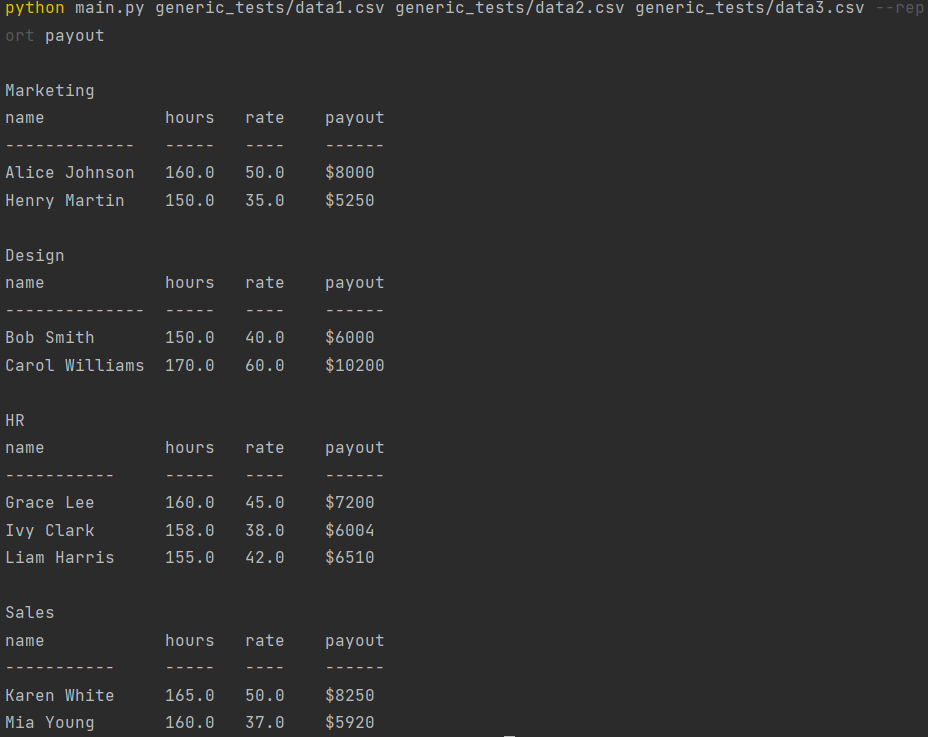 python main.py generic_tests/data1.csv generic_tests/data2.csv generic_tests/data3.csv --rep
ort payout
Marketing
name            hours   rate    payout
-------------   -----   ----    ------
Alice Johnson   160.0   50.0    $8000
Henry Martin    150.0   35.0    $5250
Design
name            hours   rate    payout
--------------  -----   ----    ------
Bob Smith       150.0   40.0    $6000
Carol Williams  170.0   60.0    $10200
HR
name            hours   rate    payout
-----------     -----   ----    ------
Grace Lee       160.0   45.0    $7200
Ivy Clark       158.0   38.0    $6004
Liam Harris     155.0   42.0    $6510
Sales
name            hours   rate    payout
-----------     -----   ----    ------
Karen White     165.0   50.0    $8250
Mia Young       160.0   37.0    $5920